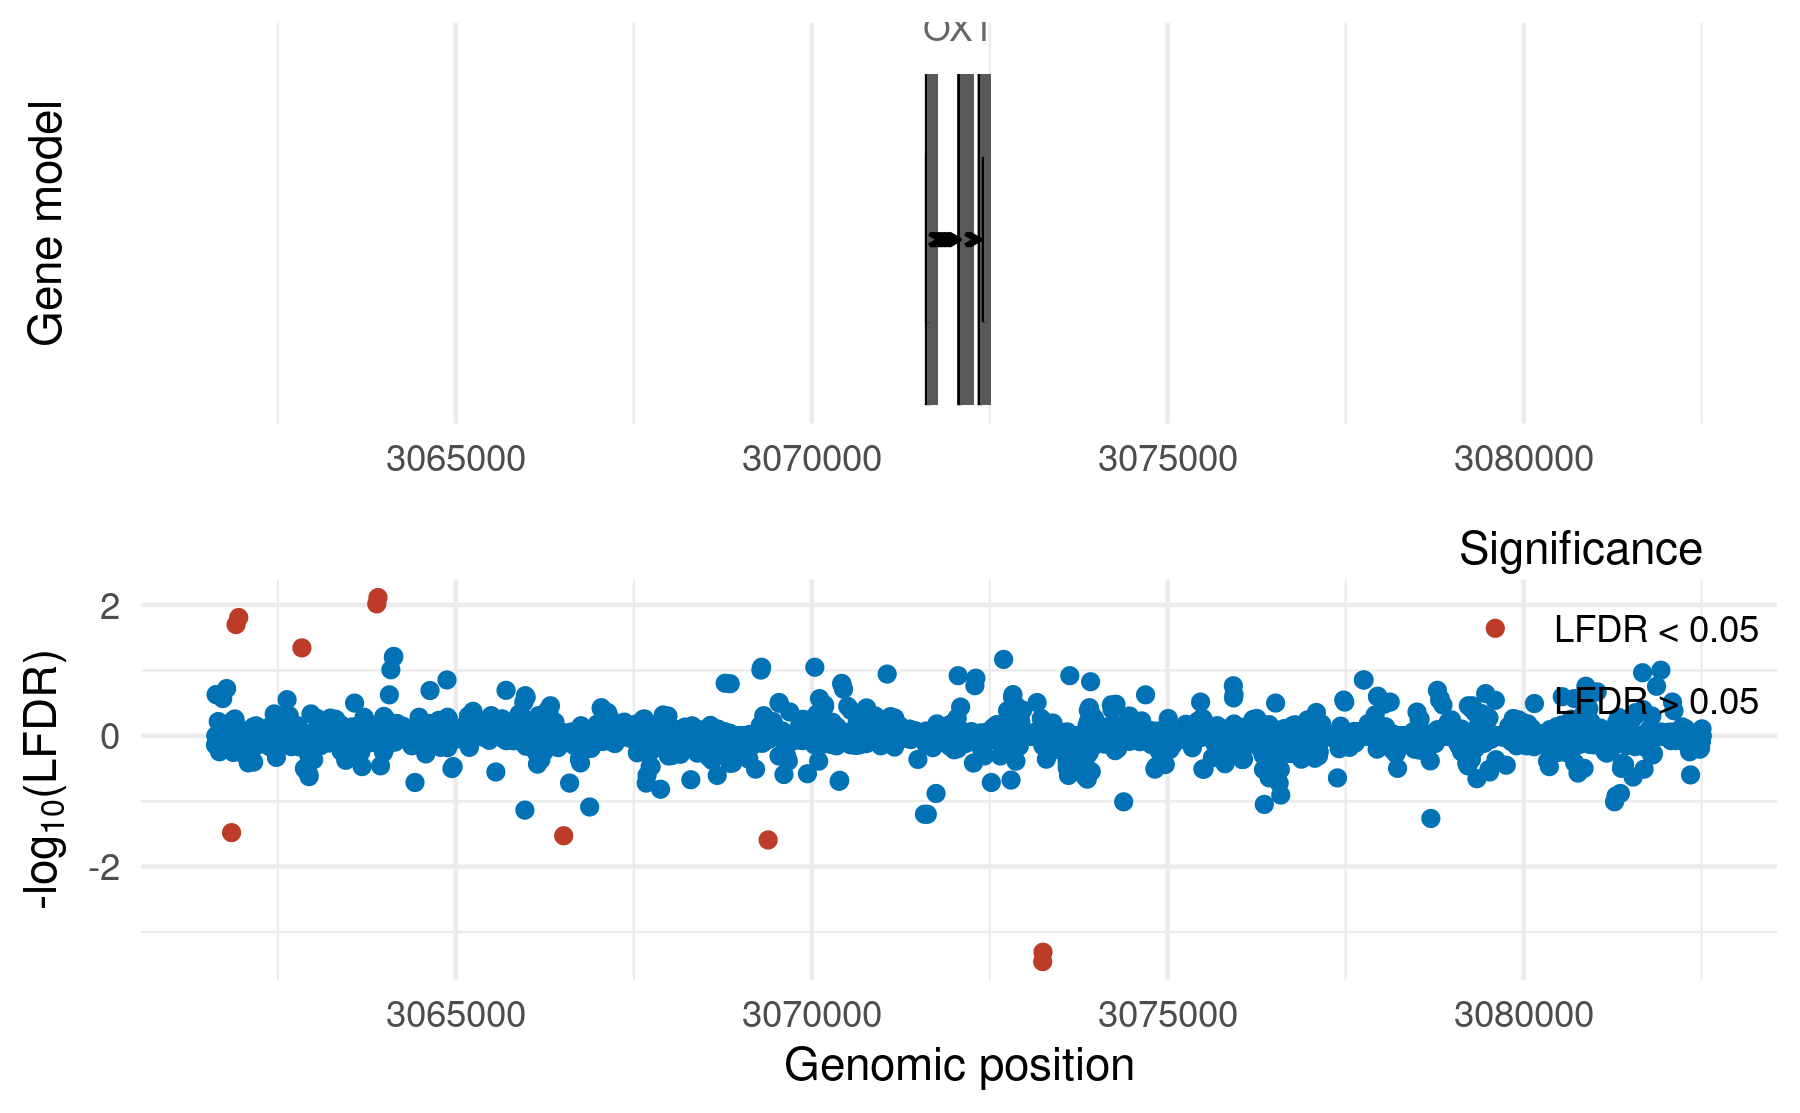 OXT
Gene model
3065000 3070000 3075000 3080000
Significance
LFDR < 0.05
LFDR > 0.05
-log10(LFDR)
2
0
-2
3065000 3070000 3075000 3080000
Genomic position